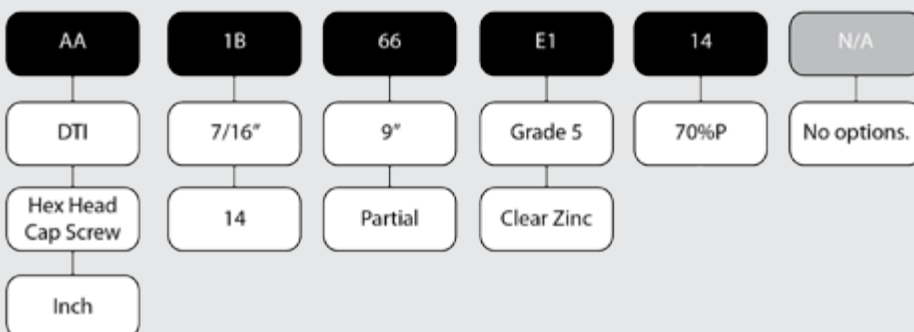 AA 1B 66 E1 14 N/A
DTI 7/16" 9" Grade 5 70%P No options.
Hex Head
Cap Screw
14 Partial Clear Zinc
Inch